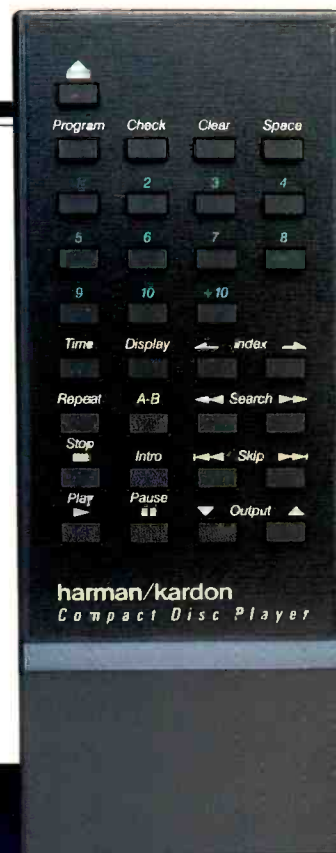 Program Check Clear Space
2 3 4
5 6 7 8
9 10 +10
Time Display Index
Repeat A-B Search
Stop
Intro Skip
Play Pause
Output
harman/kardon
Compact Disc Player